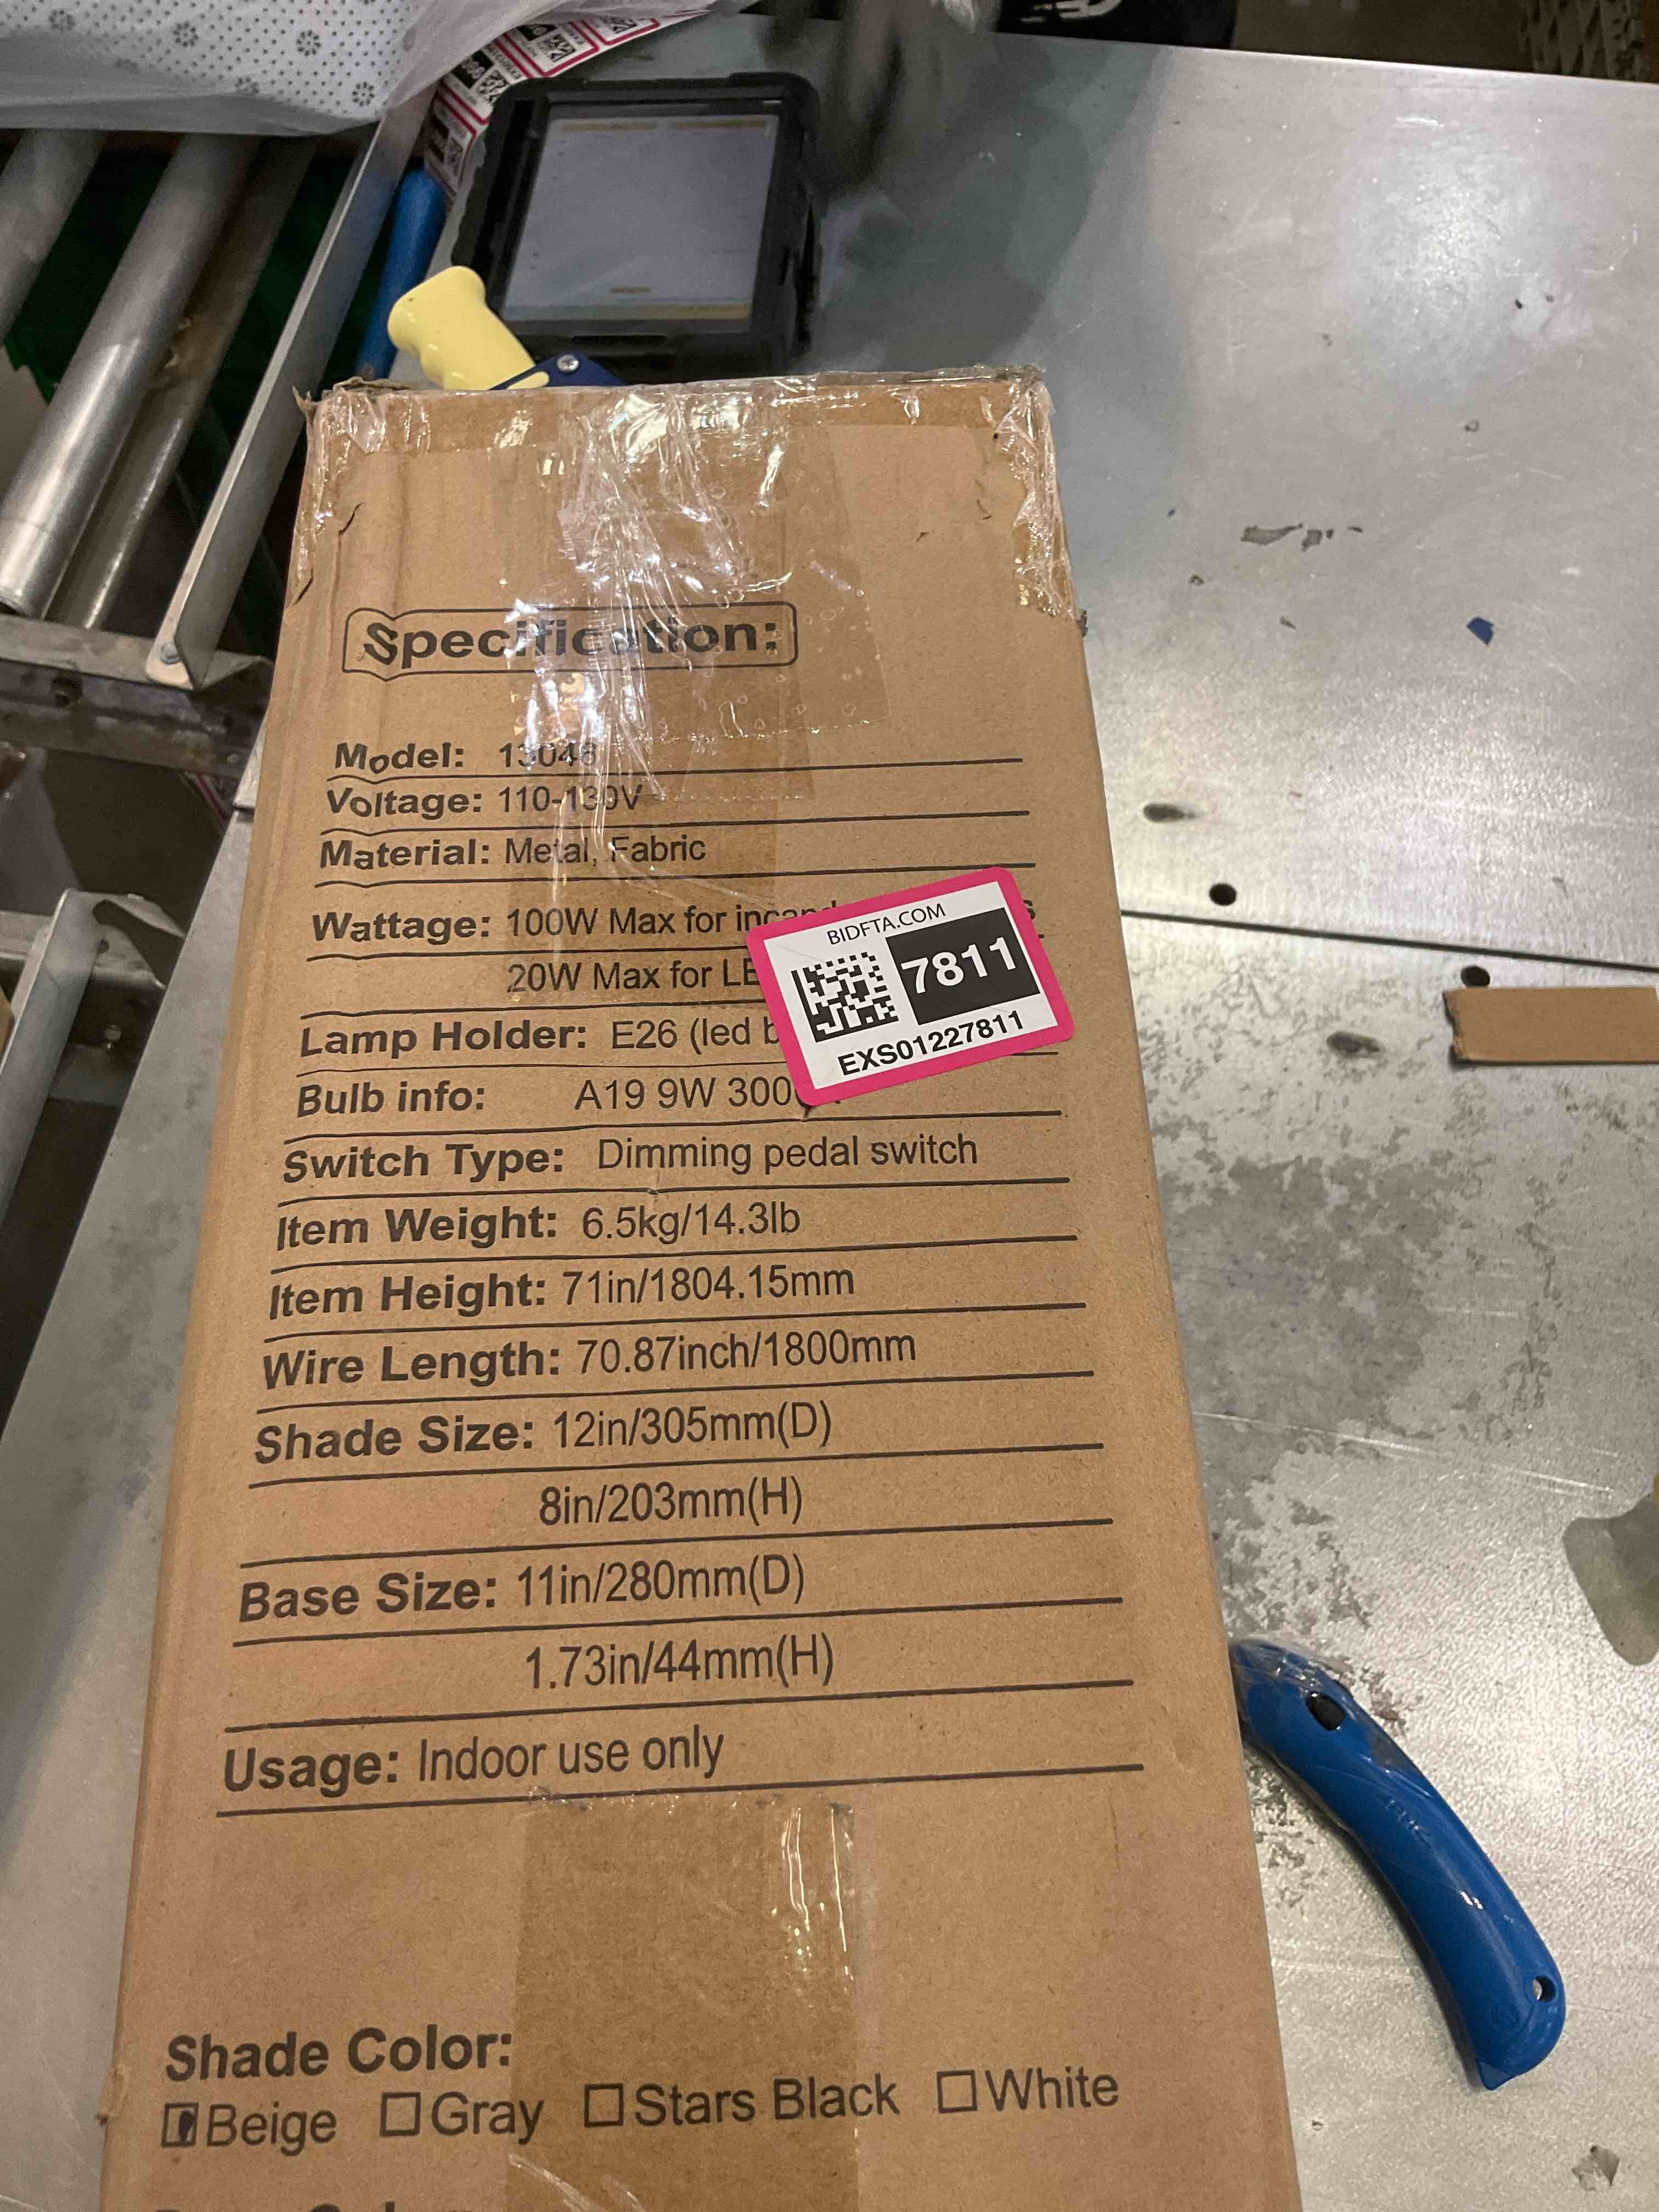 Specification:
Model: 13048
Voltage: 110-130V
Material: Metal, Fabric
Wattage: 100W Max for
20W Max for
Lamp Holder: E26 (led
Bulb info: A19 9W
Switch Type: Dimming pedal switch
Item Weight: 6.5kg/14.3lb
Item Height: 71in/1804.15mm
Wire Length: 70.87inch/1800mm
Shade Size: 12in/305mm(D)
8in/203mm(H)
Base Size: 11in/280mm(D)
1.73in/44mm(H)
Usage: Indoor use only
Shade Color:
Beige Gray Stars Black White
BIDFTA.COM
7811
EXS01227811